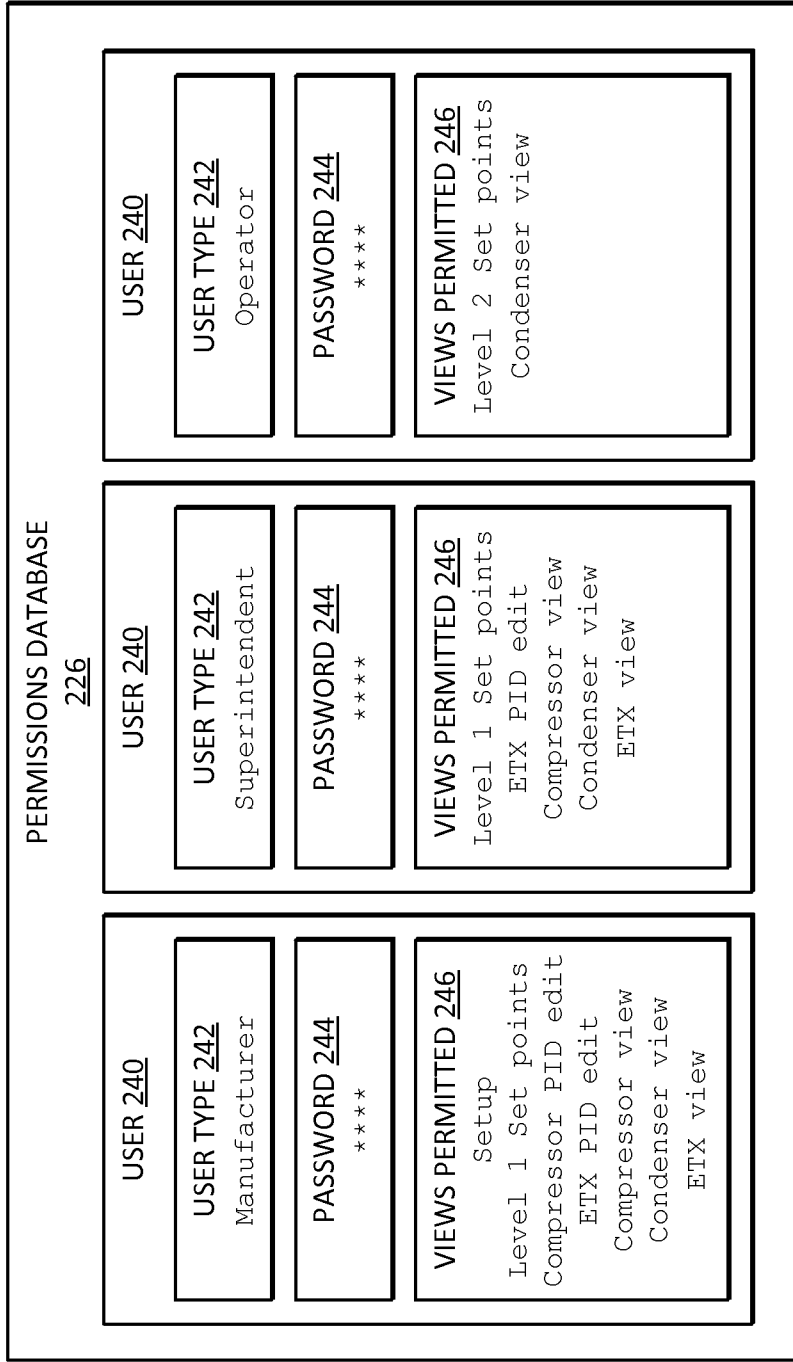 PERMISSIONS DATABASE
226
USER 240
USER TYPE 242
Manufacturer
PASSWORD 244
****
VIEWS PERMITTED 246
Setup
Level 1 Set points
Compressor PID edit
ETX PID edit
Compressor view
Condenser view
ETX view
USER 240
USER TYPE 242
Superintendent
PASSWORD 244
****
VIEWS PERMITTED 246
Level 1 Set points
ETX PID edit
Compressor view
Condenser view
ETX view
USER 240
USER TYPE 242
Operator
PASSWORD 244
****
VIEWS PERMITTED 246
Level 2 Set points
Condenser view